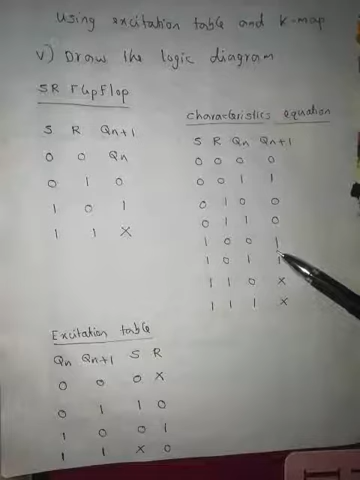 using excitation table and K-map
v) Draw the logic diagram
SR FlipFlop
S R Qn+1
0 0 Qn
0 1 0
1 0 1
1 1 X
characteristics equation
S R Qn Qn+1
0 0 0 0
0 0 1 1
0 1 0 0
0 1 1 0
1 0 0 1
1 0 1 1
1 1 0 X
1 1 1 X
Excitation table
Qn Qn+1 S R
0 0 0 X
0 1 1 0
1 0 0 1
1 1 X 0